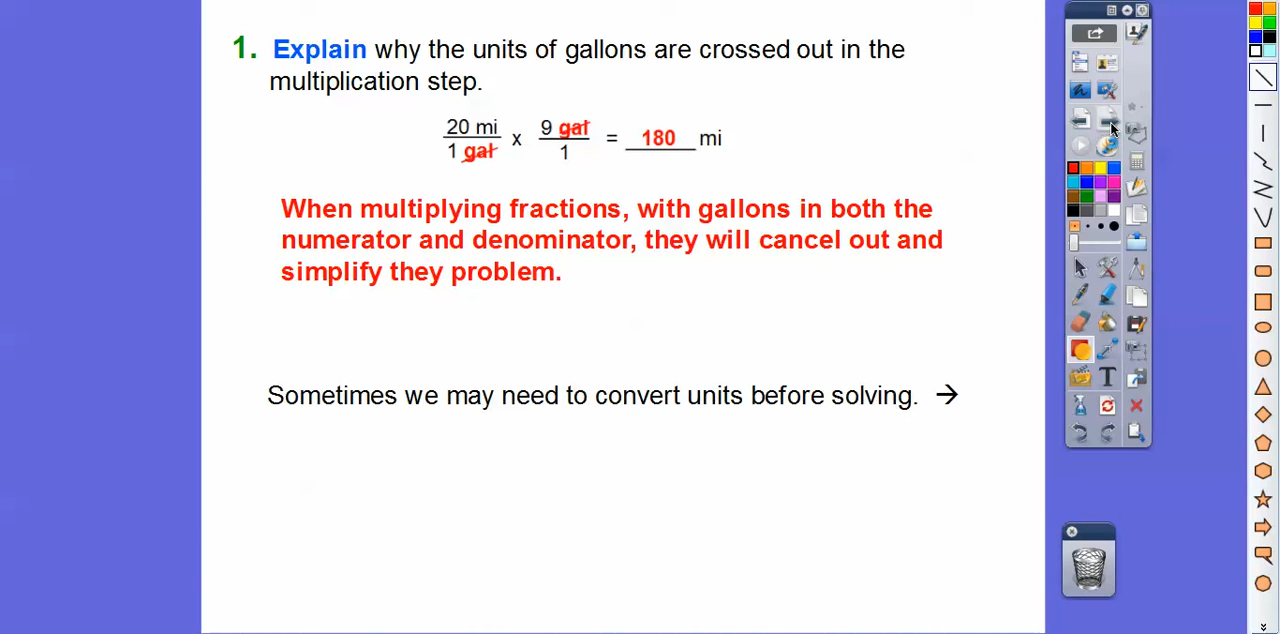 1. Explain why the units of gallons are crossed out in the
multiplication step.
20 mi x 9 gal = 180 mi
1 gal 1
When multiplying fractions, with gallons in both the
numerator and denominator, they will cancel out and
simplify they problem.
Sometimes we may need to convert units before solving. →